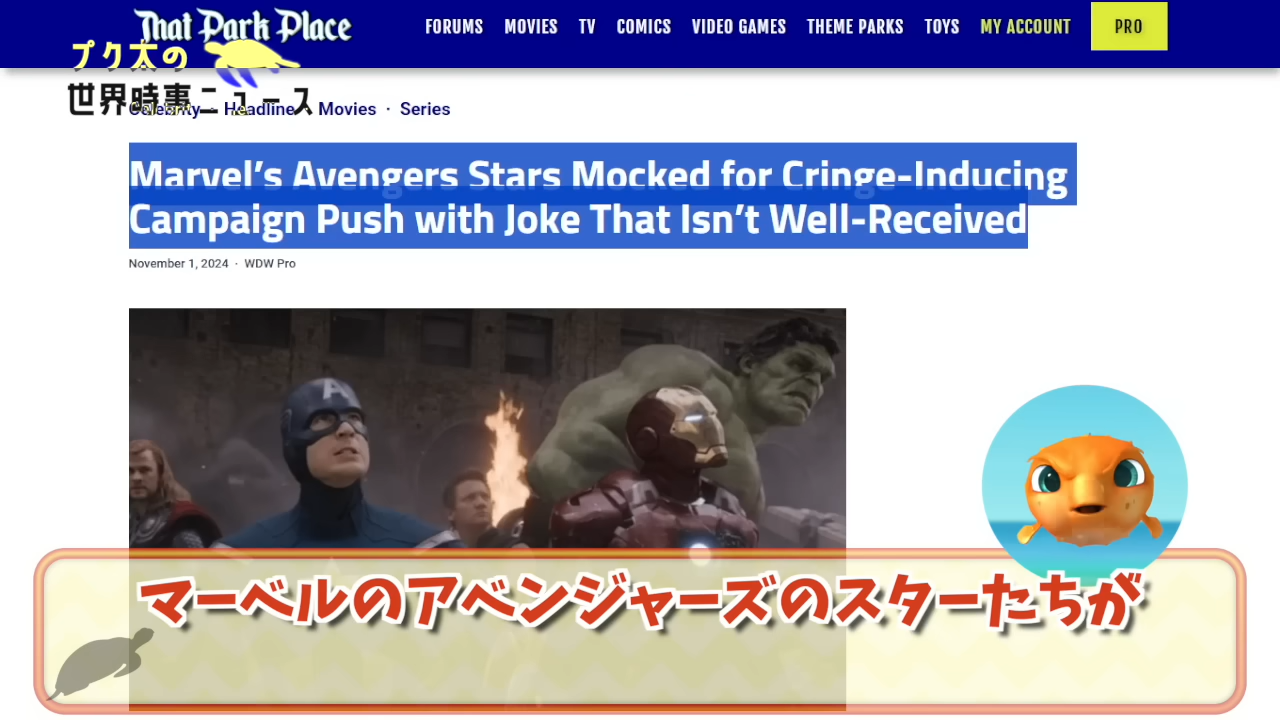 That Park Place
FORUMS MOVIES TV COMICS VIDEO GAMES THEME PARKS TOYS MY ACCOUNT PRO
プク太の
世界時事ニュース
Celebrity · Headline · Movies · Series
Marvel's Avengers Stars Mocked for Cringe-Inducing
Campaign Push with Joke That Isn't Well-Received
November 1, 2024 · WDW Pro
A
マーベルのアベンジャーズのスターたちが